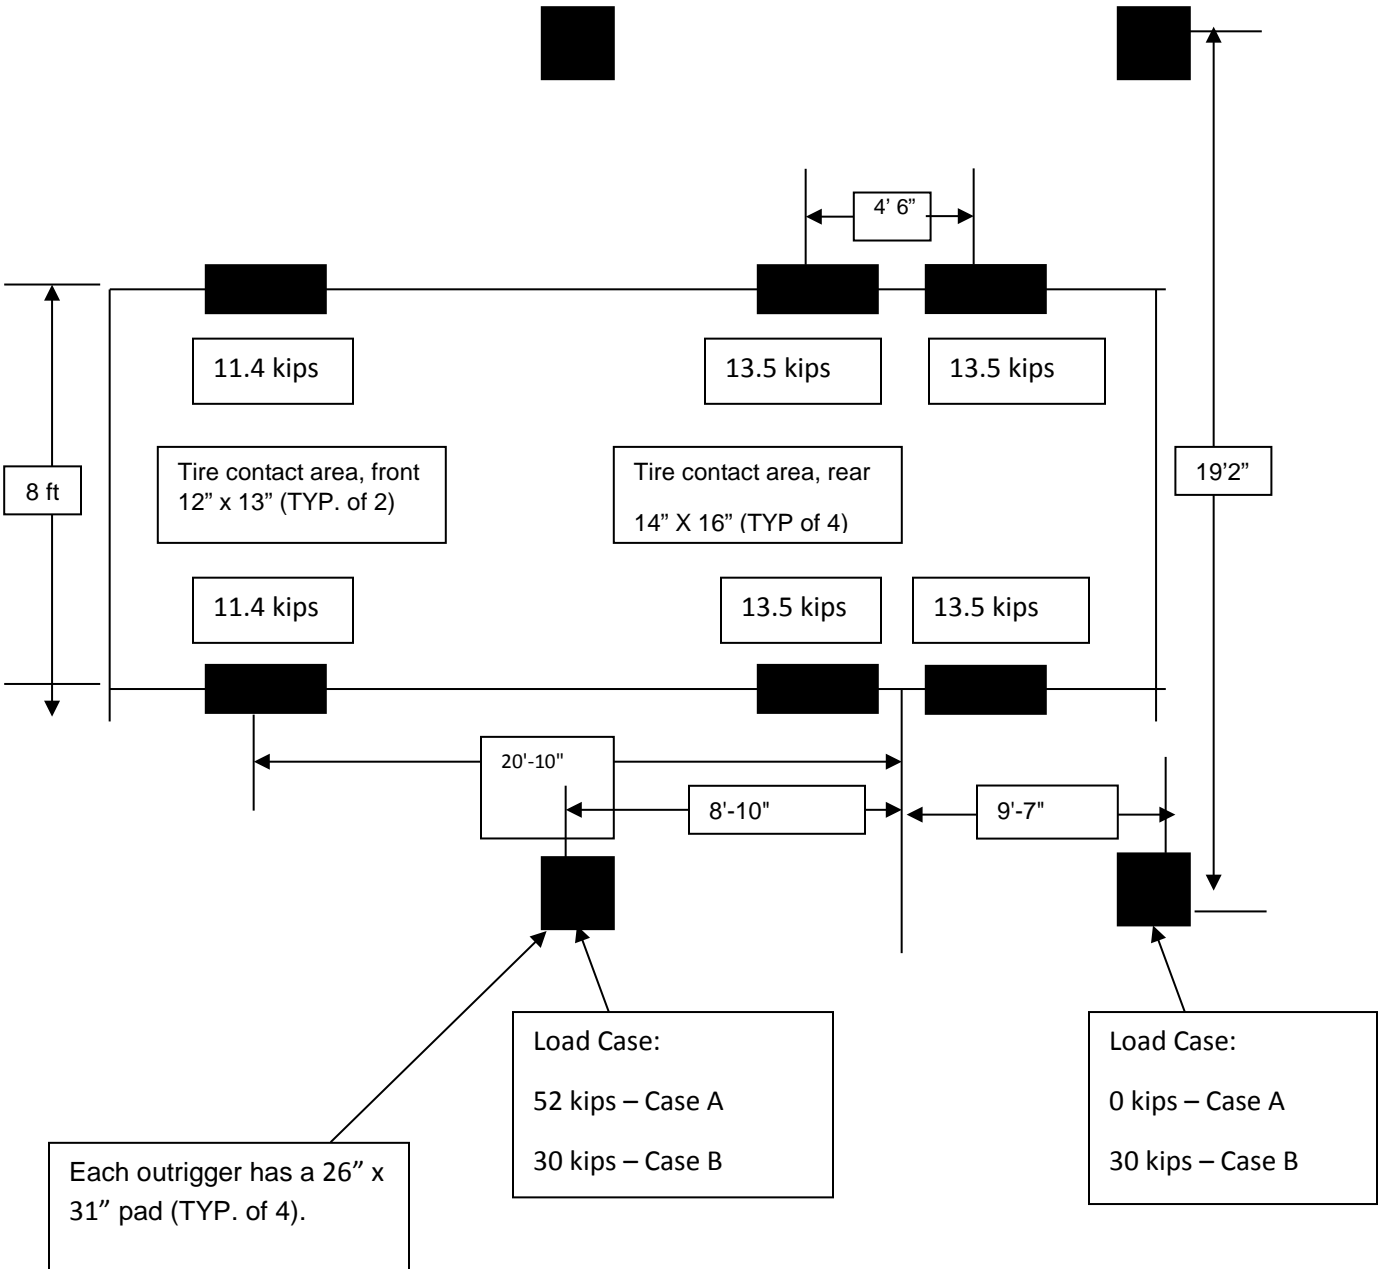 4' 6”
11.4 kips
13.5 kips
13.5 kips
8 ft
Tire contact area, front
12” x 13” (TYP. of 2)
Tire contact area, rear
14” X 16” (TYP of 4)
19’2”
11.4 kips
13.5 kips
13.5 kips
20'-10"
8'-10"
9'-7"
Load Case:
52 kips – Case A
30 kips – Case B
Load Case:
0 kips – Case A
30 kips – Case B
Each outrigger has a 26” x
31” pad (TYP. of 4).